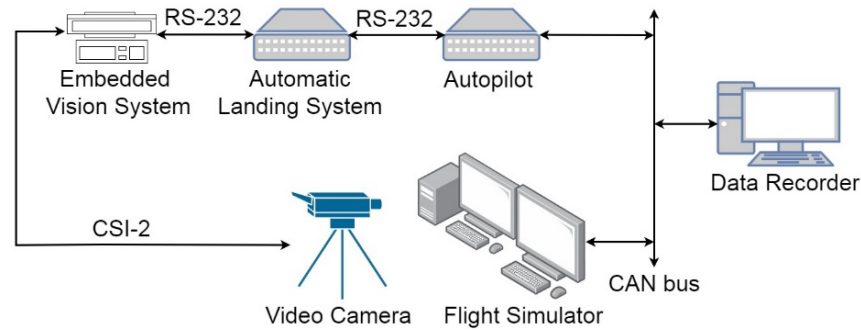 RS-232
RS-232
Embedded
Vision System
Automatic
Landing System
Autopilot
Data Recorder
CSI-2
CAN bus
Video Camera
Flight Simulator